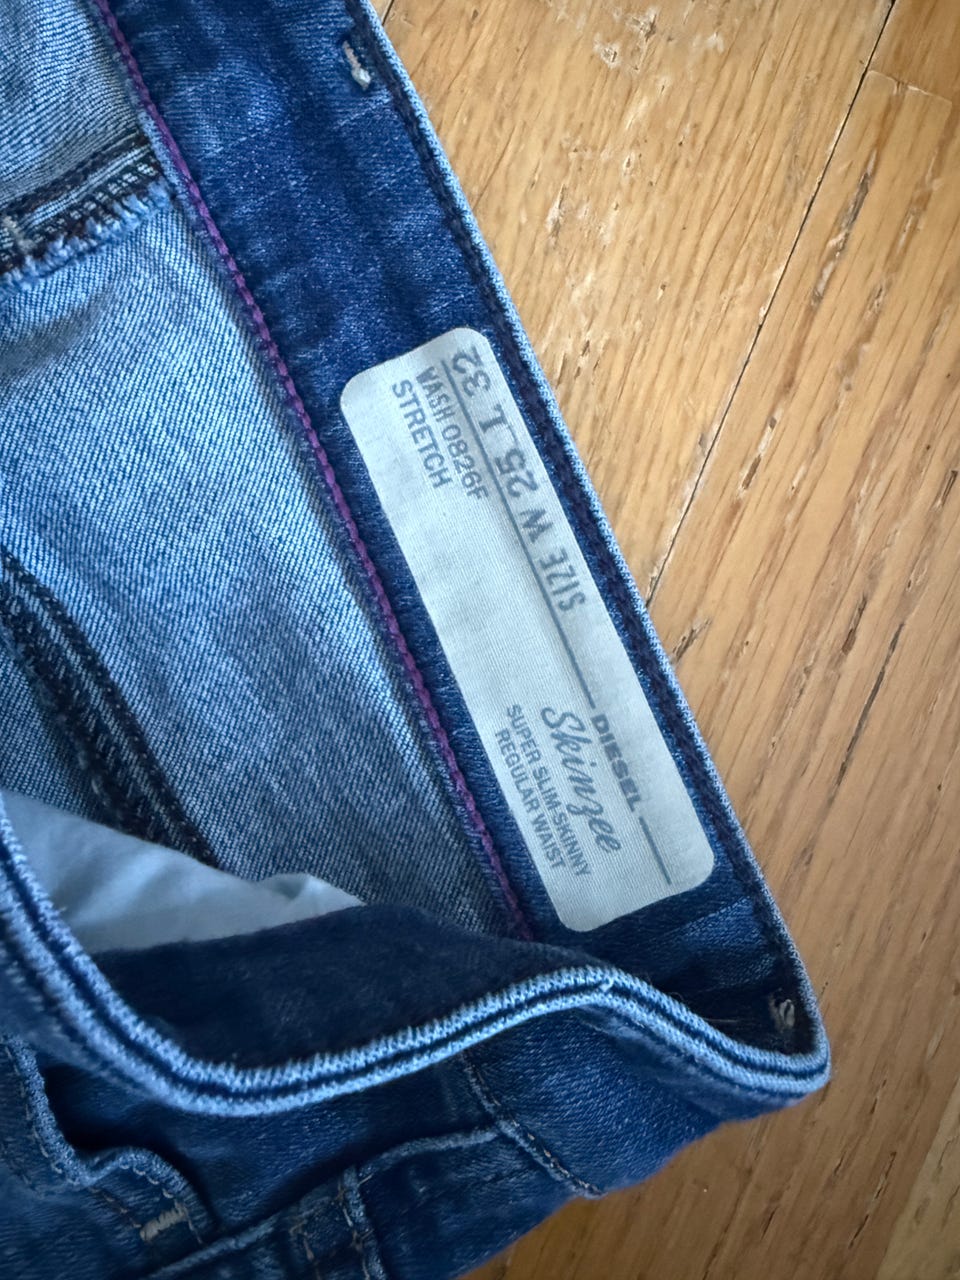 DIESEL
Skinzee
SUPER SLIM-SKINNY
REGULAR WAIST
SIZE W 25 L 32
WASH 0826F
STRETCH